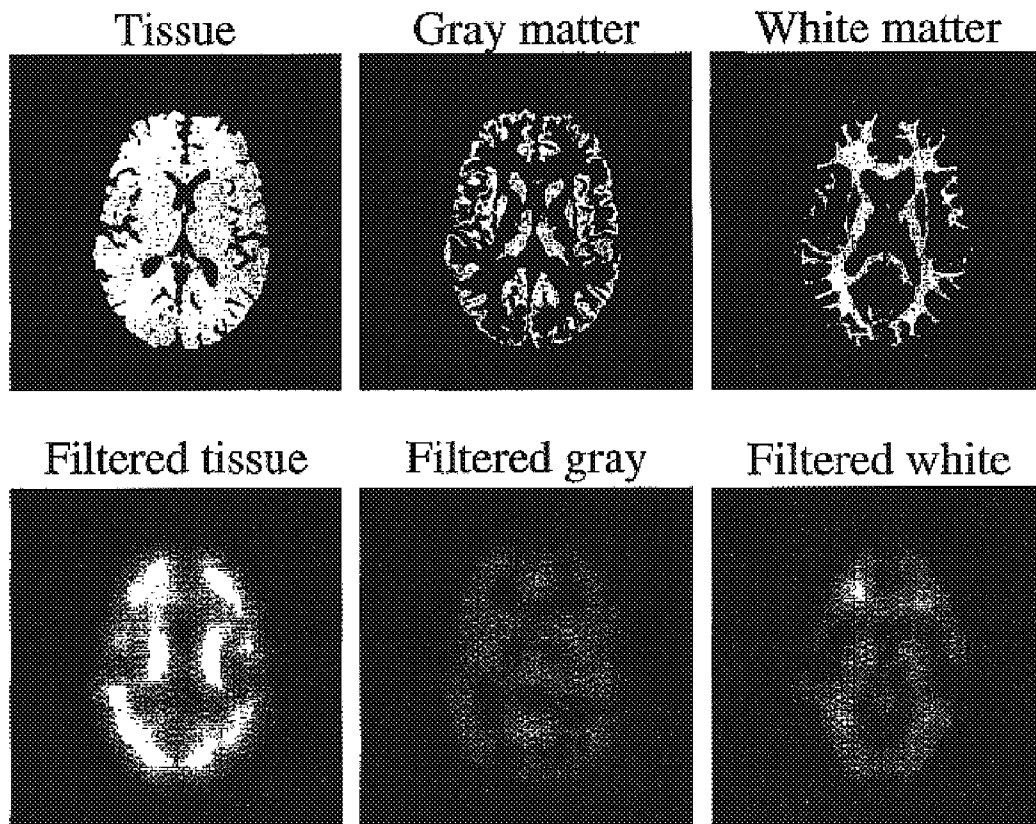 Tissue
Gray matter
White matter
Filtered tissue
Filtered gray
Filtered white